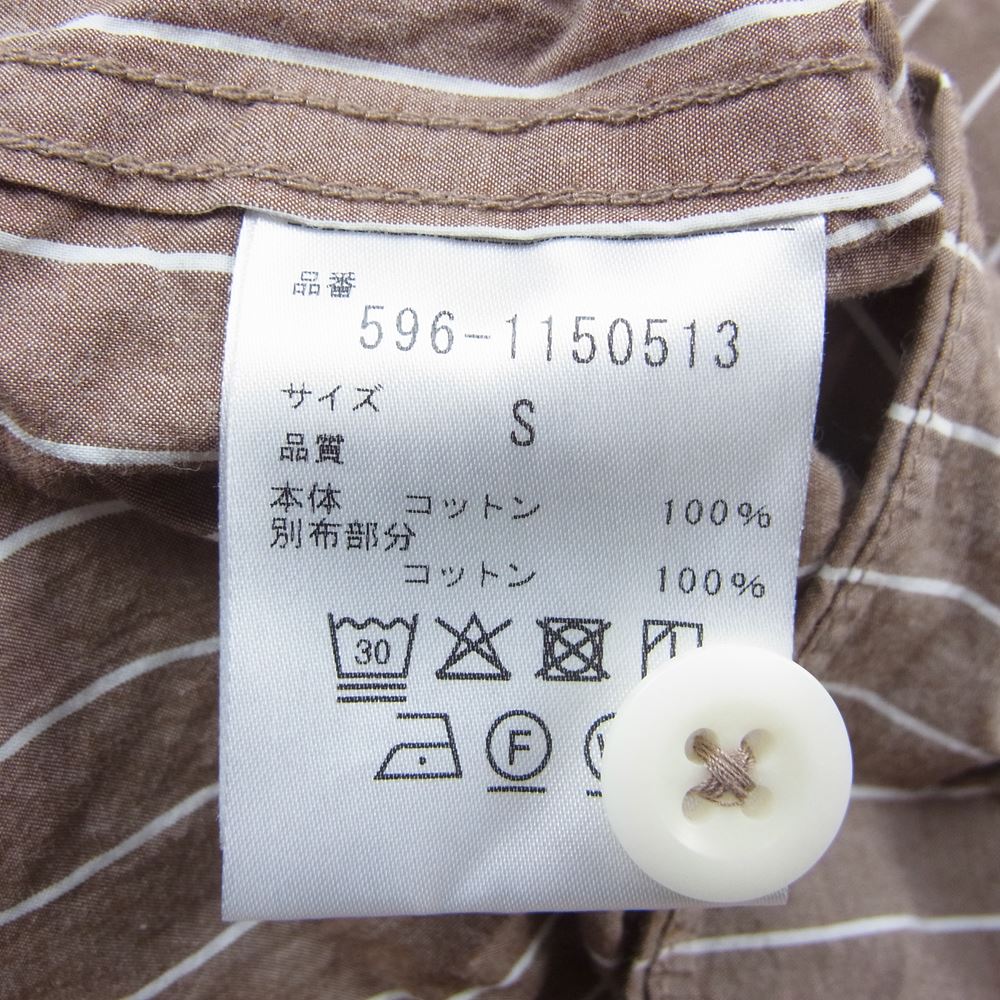 品番
596-1150513
サイズ S
品質
本体 コットン 100%
別布部分
コットン 100%
30
F